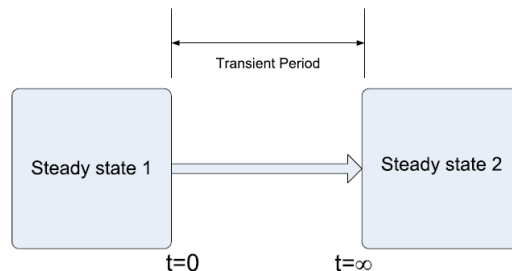 Transient Period
Steady state 1
Steady state 2
t=0
t=∞